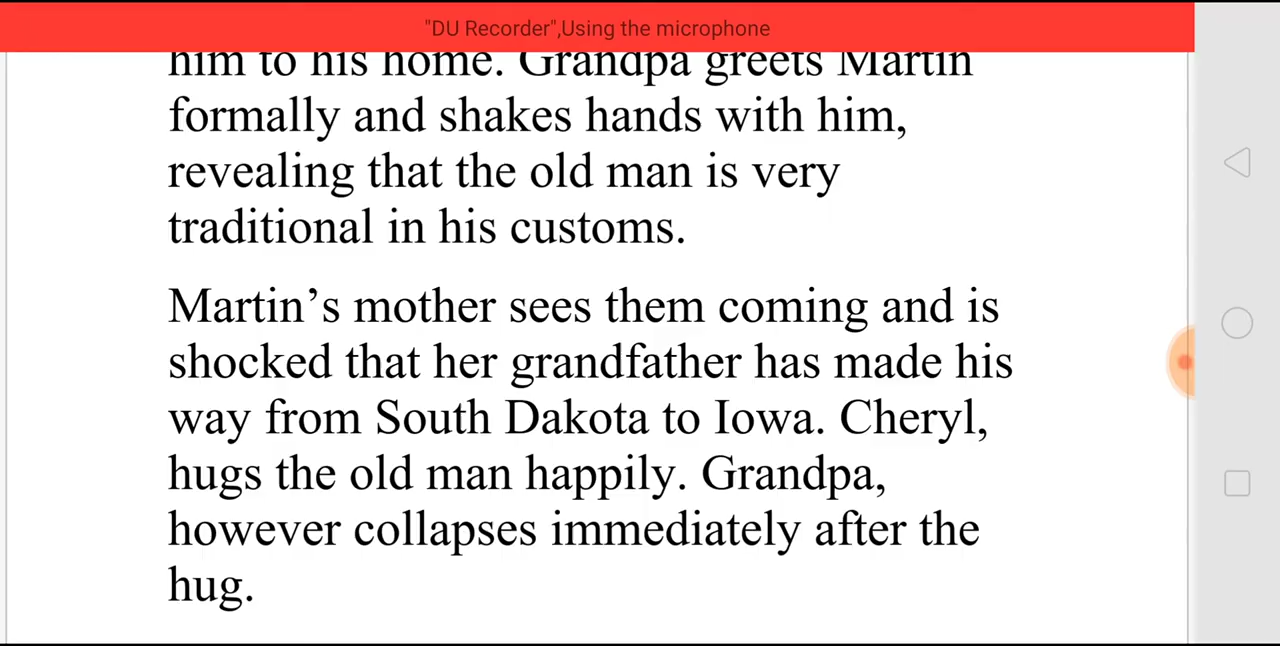 "DU Recorder",Using the microphone
him to his home. Grandpa greets Martin
formally and shakes hands with him,
revealing that the old man is very
traditional in his customs.
Martin’s mother sees them coming and is
shocked that her grandfather has made his
way from South Dakota to Iowa. Cheryl,
hugs the old man happily. Grandpa,
however collapses immediately after the
hug.